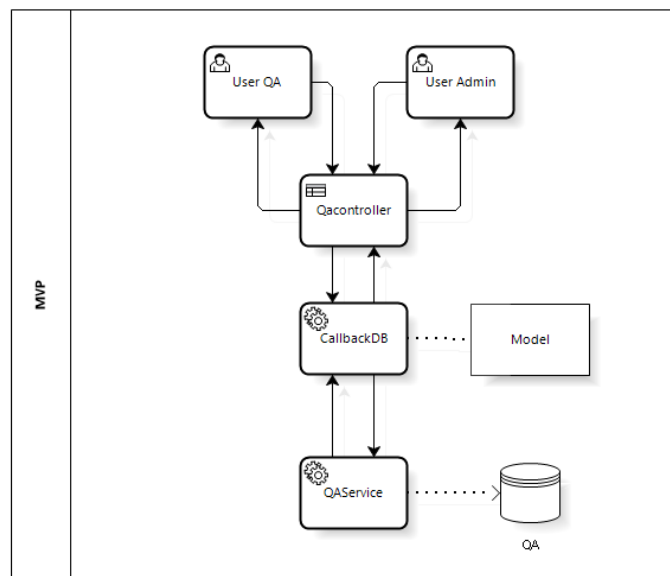 User QA
User Admin
Qacontroller
MVP
CallbackDB
Model
QAService
QA